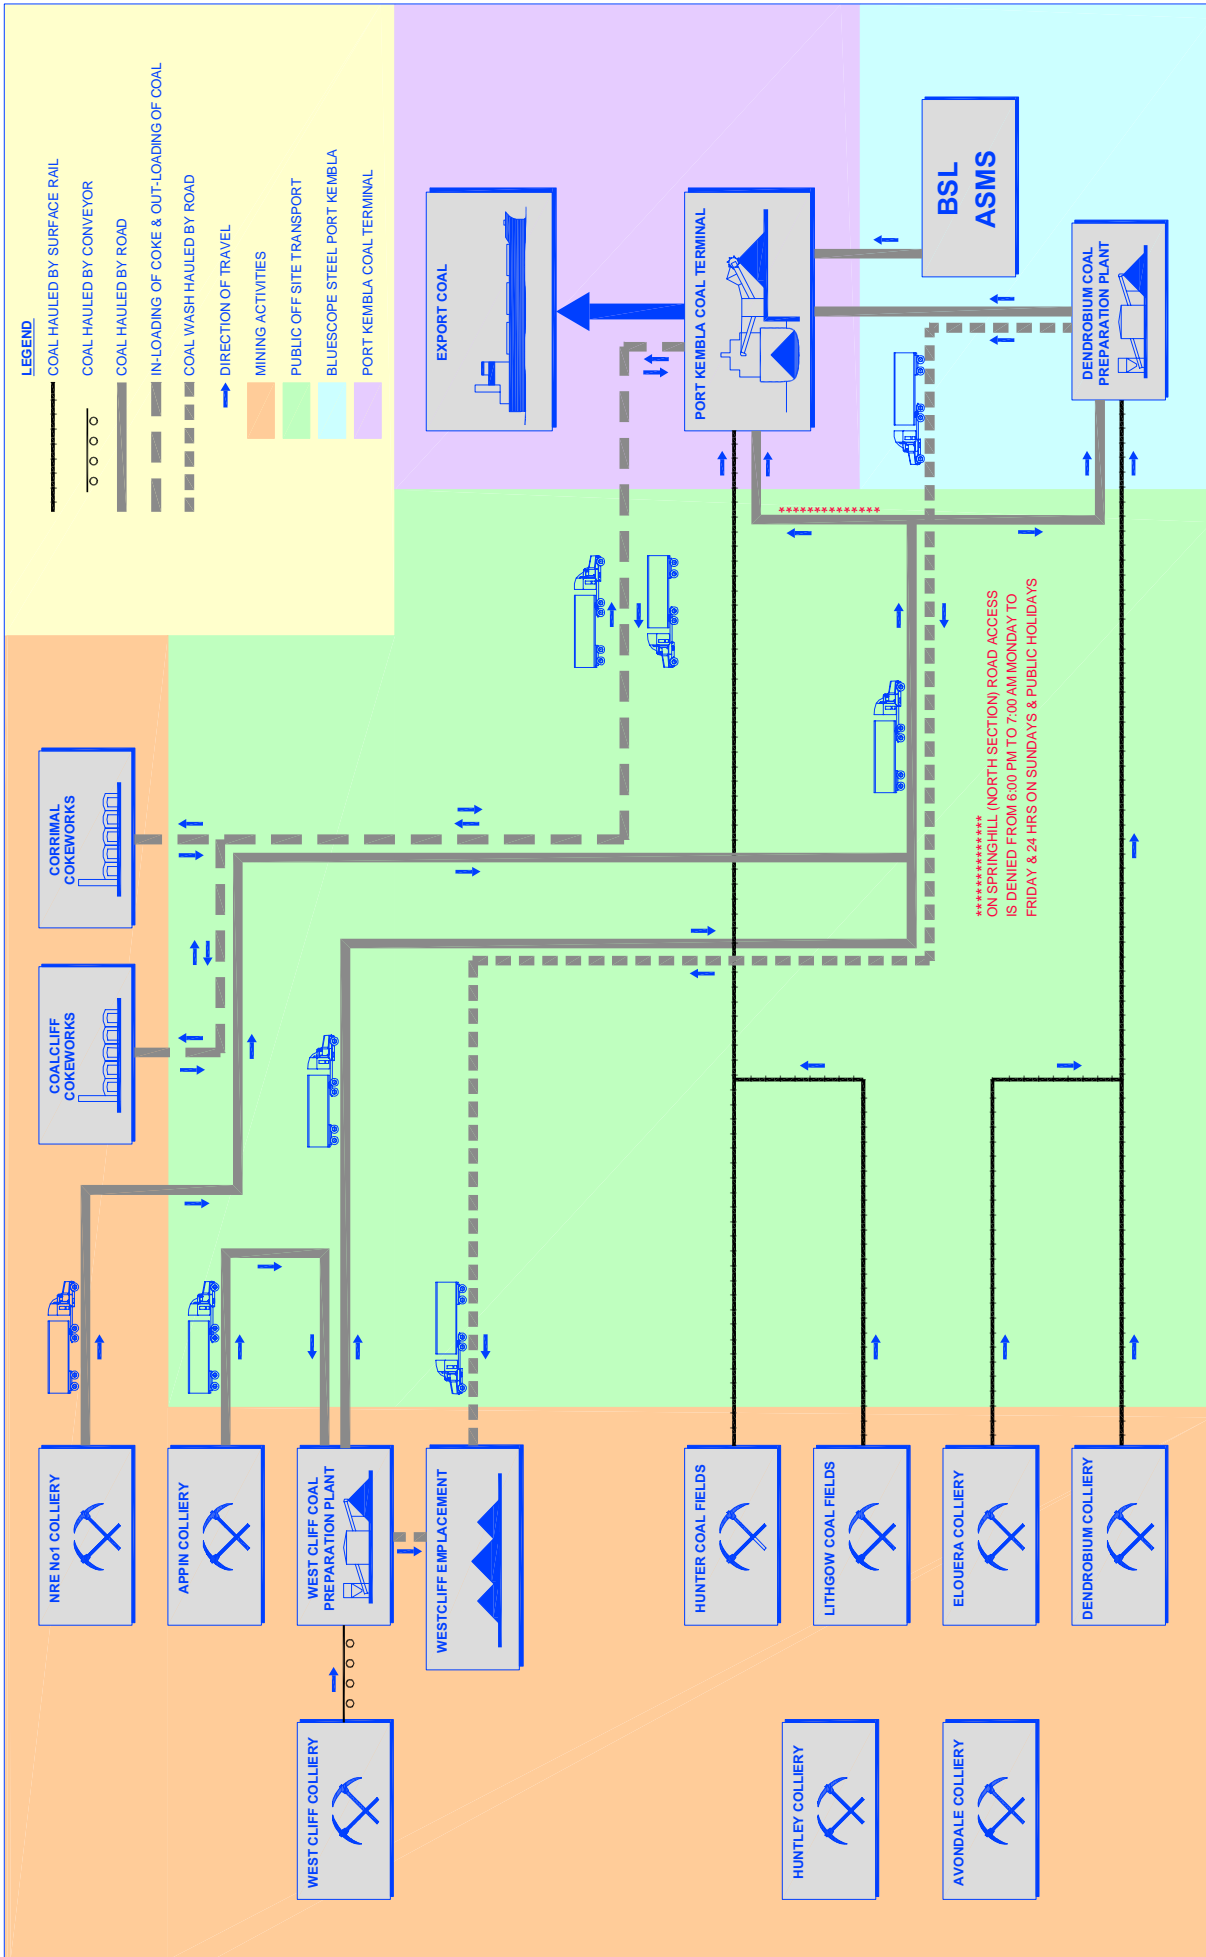 LEGEND
COAL HAULED BY SURFACE RAIL
COAL HAULED BY CONVEYOR
COAL HAULED BY ROAD
IN-LOADING OF COKE & OUT-LOADING OF COAL
COAL WASH HAULED BY ROAD
DIRECTION OF TRAVEL
MINING ACTIVITIES
PUBLIC OFF SITE TRANSPORT
BLUESCOPE STEEL PORT KEMBLA
PORT KEMBLA COAL TERMINAL
NRE No1 COLLIERY
APPIN COLLIERY
WEST CLIFF COLLIERY
WEST CLIFF COAL
PREPARATION PLANT
WESTCLIFF EMPLACEMENT
COALCLIFF
COKEWORKS
CORRIMAL
COKEWORKS
EXPORT COAL
PORT KEMBLA COAL TERMINAL
BSL
ASMS
DENDROBIUM COAL
PREPARATION PLANT
HUNTER COAL FIELDS
LITHGOW COAL FIELDS
ELOUERA COLLIERY
DENDROBIUM COLLIERY
HUNTLEY COLLIERY
AVONDALE COLLIERY
**************
**************
ON SPRINGHILL (NORTH SECTION) ROAD ACCESS
IS DENIED FROM 6:00 PM TO 7:00 AM MONDAY TO
FRIDAY & 24 HRS ON SUNDAYS & PUBLIC HOLIDAYS